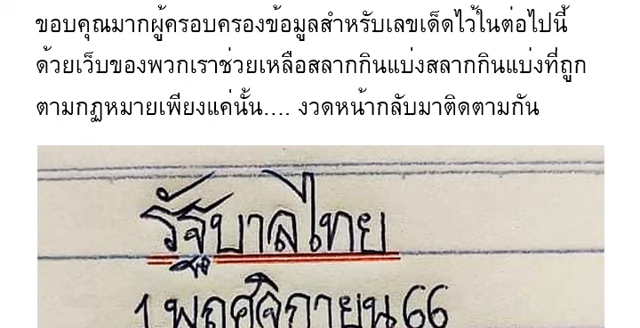 ขอบคุณมากผู้ครอบครองข้อมูลสำหรับเลขเด็ดไว้ในต่อไปนี้
ด้วยเว็บของพวกเราช่วยเหลือสลากกินแบ่งสลากกินแบ่งที่ถูก
ตามกฏหมายเพียงแค่นั้น.... งวดหน้ากลับมาติดตามกัน
รัฐบาลไทย
1 พฤศจิกายน 66